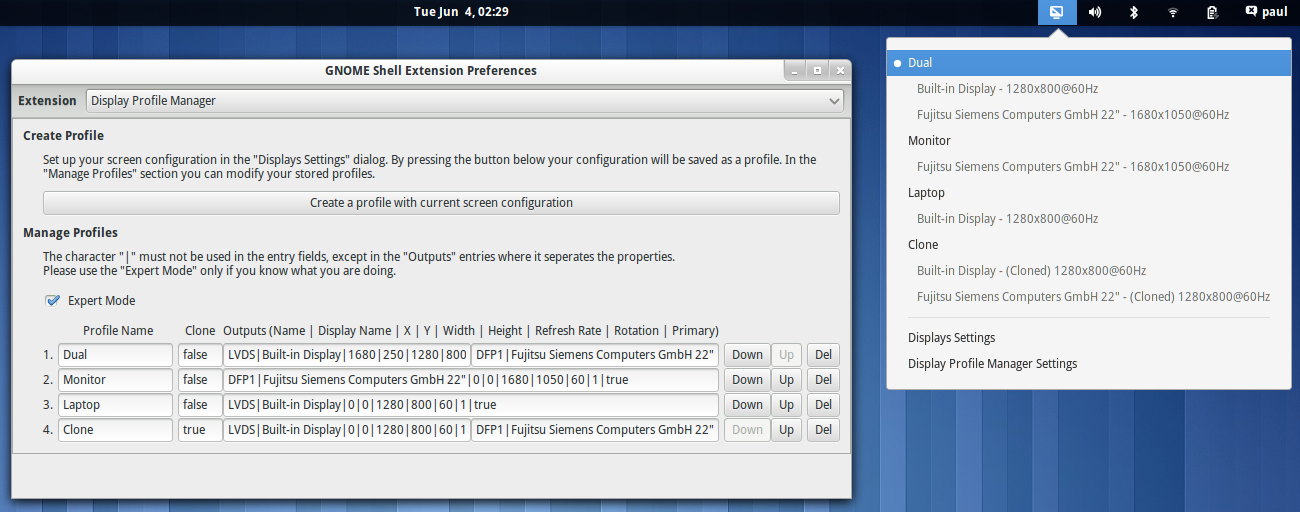 Tue Jun 4, 02:29
paul
GNOME Shell Extension Preferences
Extension
Display Profile Manager
Create Profile
Set up your screen configuration in the "Displays Settings" dialog. By pressing the button below your configuration will be saved as a profile. In the
"Manage Profiles" section you can modify your stored profiles.
Create a profile with current screen configuration
Manage Profiles
The character "|" must not be used in the entry fields, except in the "Outputs" entries where it seperates the properties.
Please use the "Expert Mode" only if you know what you are doing.
Expert Mode
Profile Name Clone Outputs (Name | Display Name | X | Y | Width | Height | Refresh Rate | Rotation | Primary)
1. Dual false LVDS|Built-in Display|1680|250|1280|800 DFP1|Fujitsu Siemens Computers GmbH 22" Down Up Del
2. Monitor false DFP1|Fujitsu Siemens Computers GmbH 22"|0|0|1680|1050|60|1|true Down Up Del
3. Laptop false LVDS|Built-in Display|0|0|1280|800|60|1|true Down Up Del
4. Clone true LVDS|Built-in Display|0|0|1280|800|60|1 DFP1|Fujitsu Siemens Computers GmbH 22" Down Up Del
Dual
Built-in Display - 1280x800@60Hz
Fujitsu Siemens Computers GmbH 22" - 1680x1050@60Hz
Monitor
Fujitsu Siemens Computers GmbH 22" - 1680x1050@60Hz
Laptop
Built-in Display - 1280x800@60Hz
Clone
Built-in Display - (Cloned) 1280x800@60Hz
Fujitsu Siemens Computers GmbH 22" - (Cloned) 1280x800@60Hz
Displays Settings
Display Profile Manager Settings